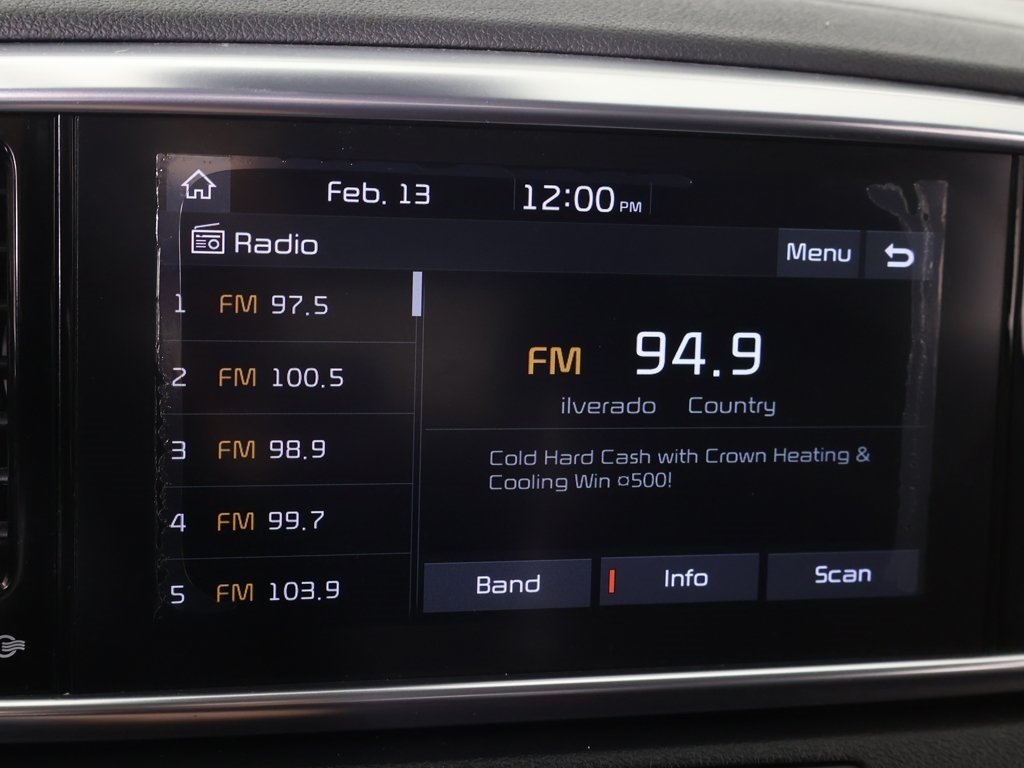 Feb. 13 12:00 PM
Radio Menu
1 FM 97.5
2 FM 100.5
3 FM 98.9
4 FM 99.7
5 FM 103.9
FM 94.9
ilverado Country
Cold Hard Cash with Crown Heating &
Cooling Win ¤500!
Band Info Scan